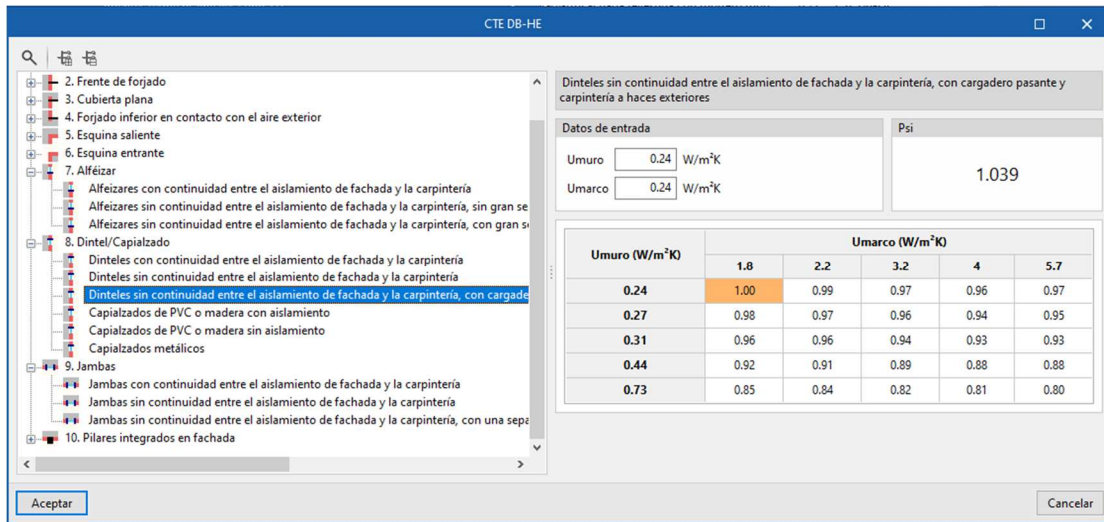 CTE DB-HE
2. Frente de forjado
3. Cubierta plana
4. Forjado inferior en contacto con el aire exterior
5. Esquina saliente
6. Esquina entrante
7. Alféizar
Alfeizares con continuidad entre el aislamiento de fachada y la carpintería
Alfeizares sin continuidad entre el aislamiento de fachada y la carpintería, sin gran se
Alfeizares sin continuidad entre el aislamiento de fachada y la carpintería, con gran s
8. Dintel/Capialzado
Dinteles con continuidad entre el aislamiento de fachada y la carpintería
Dinteles sin continuidad entre el aislamiento de fachada y la carpintería
Dinteles sin continuidad entre el aislamiento de fachada y la carpintería, con cargade
Capialzados de PVC o madera con aislamiento
Capialzados de PVC o madera sin aislamiento
Capialzados metálicos
9. Jambas
Jambas con continuidad entre el aislamiento de fachada y la carpintería
Jambas sin continuidad entre el aislamiento de fachada y la carpintería
Jambas sin continuidad entre el aislamiento de fachada y la carpintería, con una sepa
10. Pilares integrados en fachada
Dinteles sin continuidad entre el aislamiento de fachada y la carpintería, con cargadero pasante y
carpintería a haces exteriores
Datos de entrada
Umuro 0.24 W/m²K
Umarco 0.24 W/m²K
Psi
1.039
Umuro (W/m²K) Umarco (W/m²K)
1.8 2.2 3.2 4 5.7
0.24 1.00 0.99 0.97 0.96 0.97
0.27 0.98 0.97 0.96 0.94 0.95
0.31 0.96 0.96 0.94 0.93 0.93
0.44 0.92 0.91 0.89 0.88 0.88
0.73 0.85 0.84 0.82 0.81 0.80
Aceptar
Cancelar